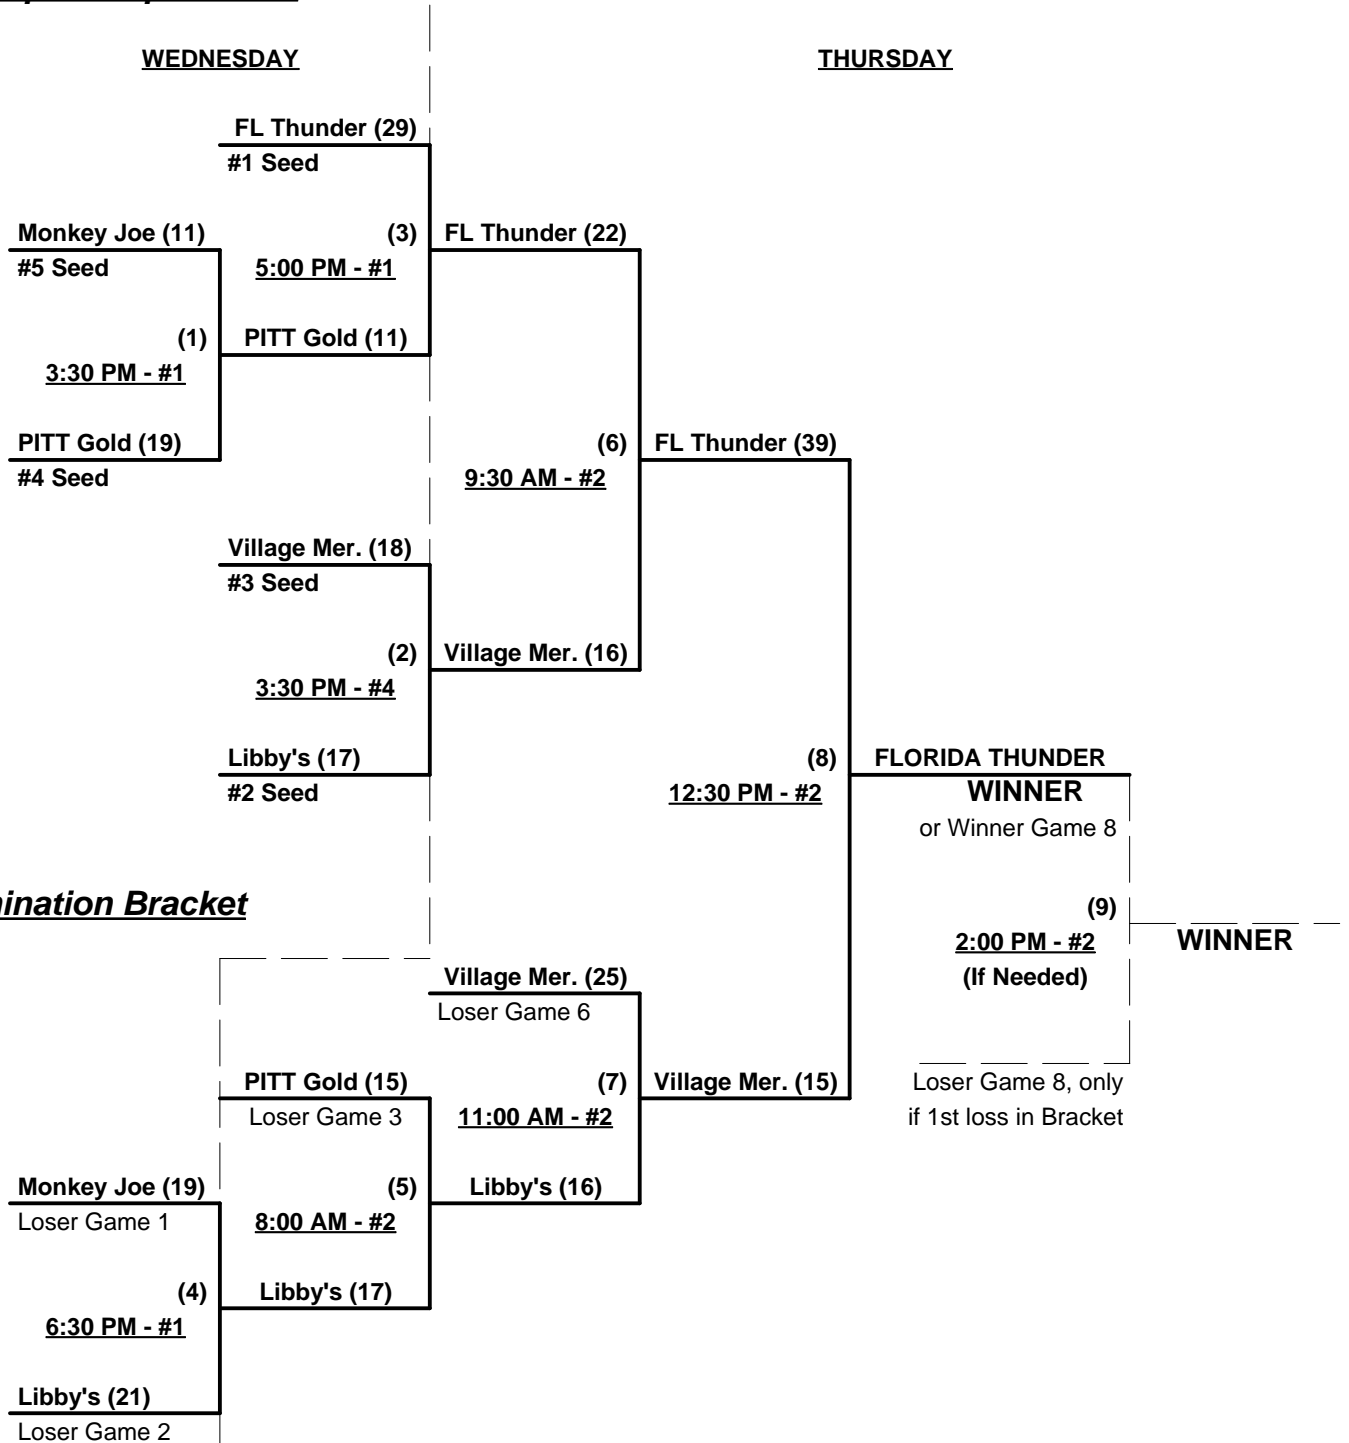 WEDNESDAY
THURSDAY
FL Thunder (29)
#1 Seed
Monkey Joe (11)
(3)
FL Thunder (22)
#5 Seed
5:00 PM - #1
(1)
PITT Gold (11)
3:30 PM - #1
PITT Gold (19)
(6)
FL Thunder (39)
#4 Seed
9:30 AM - #2
Village Mer. (18)
#3 Seed
(2)
Village Mer. (16)
3:30 PM - #4
Libby's (17)
(8)
FLORIDA THUNDER
#2 Seed
12:30 PM - #2
WINNER
or Winner Game 8
ination Bracket
(9)
2:00 PM - #2
WINNER
(If Needed)
Village Mer. (25)
Loser Game 6
PITT Gold (15)
(7)
Village Mer. (15)
Loser Game 8, only
Loser Game 3
11:00 AM - #2
if 1st loss in Bracket
Monkey Joe (19)
(5)
Libby's (16)
Loser Game 1
8:00 AM - #2
(4)
Libby's (17)
6:30 PM - #1
Libby's (21)
Loser Game 2